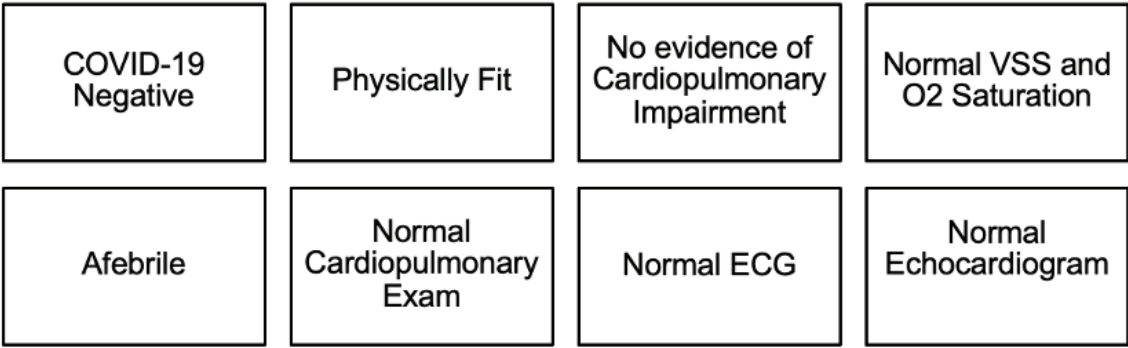 COVID-19
Negative
Physically Fit
No evidence of
Cardiopulmonary
Impairment
Normal VSS and
O2 Saturation
Afebrile
Normal
Cardiopulmonary
Exam
Normal ECG
Normal
Echocardiogram